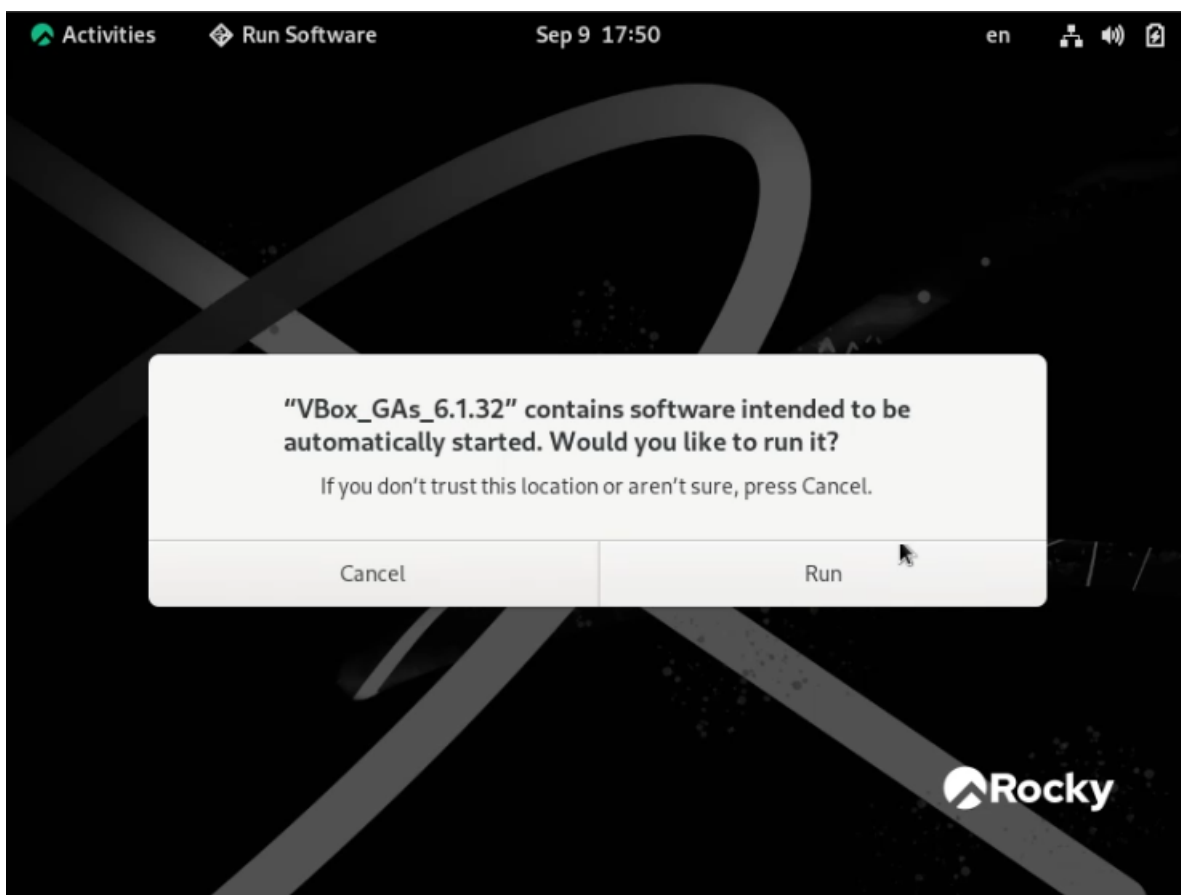 Activities Run Software Sep 9 17:50 en
“VBox_GAs_6.1.32” contains software intended to be
automatically started. Would you like to run it?
If you don’t trust this location or aren’t sure, press Cancel.
Cancel Run
Rocky